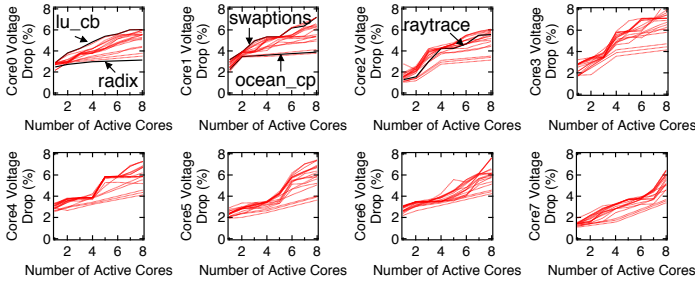 Core0 Voltage
Drop (%)
8
6
4
2
0
lu_cb
radix
2 4 6 8
Number of Active Cores
Core1 Voltage
Drop (%)
8
6
4
2
0
swaptions
ocean_cp
2 4 6 8
Number of Active Cores
Core2 Voltage
Drop (%)
8
6
4
2
0
raytrace
2 4 6 8
Number of Active Cores
Core3 Voltage
Drop (%)
8
6
4
2
0
2 4 6 8
Number of Active Cores
Core4 Voltage
Drop (%)
8
6
4
2
0
2 4 6 8
Number of Active Cores
Core5 Voltage
Drop (%)
8
6
4
2
0
2 4 6 8
Number of Active Cores
Core6 Voltage
Drop (%)
8
6
4
2
0
2 4 6 8
Number of Active Cores
Core7 Voltage
Drop (%)
8
6
4
2
0
2 4 6 8
Number of Active Cores